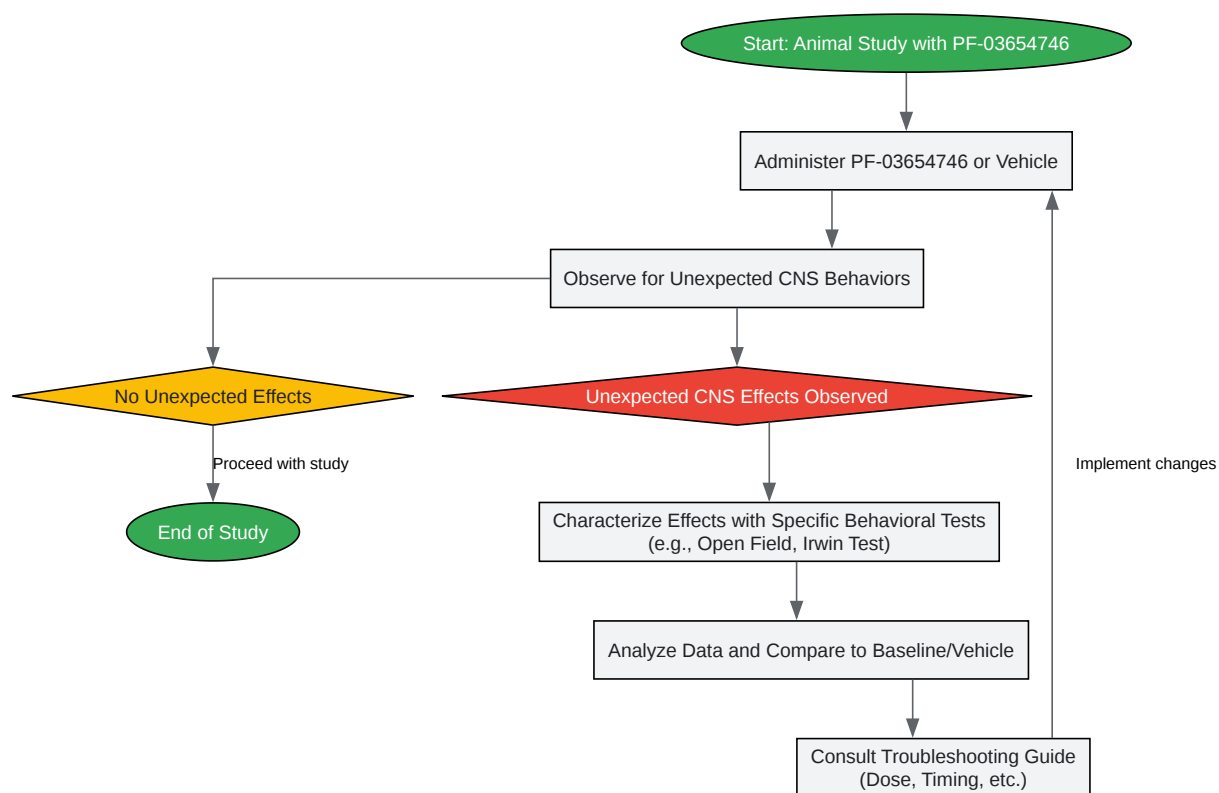 Start: Animal Study with PF-03654746
Administer PF-03654746 or Vehicle
Observe for Unexpected CNS Behaviors
No Unexpected Effects
Unexpected CNS Effects Observed
Proceed with study
Implement changes
End of Study
Characterize Effects with Specific Behavioral Tests
(e.g., Open Field, Irwin Test)
Analyze Data and Compare to Baseline/Vehicle
Consult Troubleshooting Guide
(Dose, Timing, etc.)